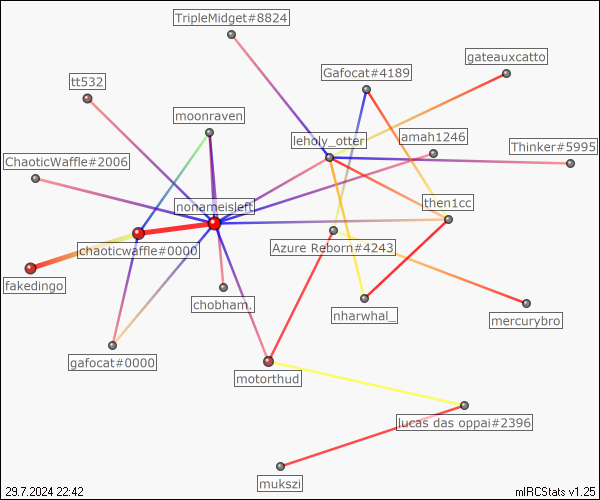 TripleMidget#8824
gateauxcatto
Gafocat#4189
tt532
moonraven
leholy_otter
amah1246
Thinker#5995
ChaoticWaffle#2006
nonameisleft
then1cc
chaoticwaffle#0000
Azure Reborn#4243
fakedingo
chobham.
nharwhal_
mercurybro
gafocat#0000
motorthud
lucas das oppai#2396
mukszi
29.7.2024 22:42
mIRCStats v1.25